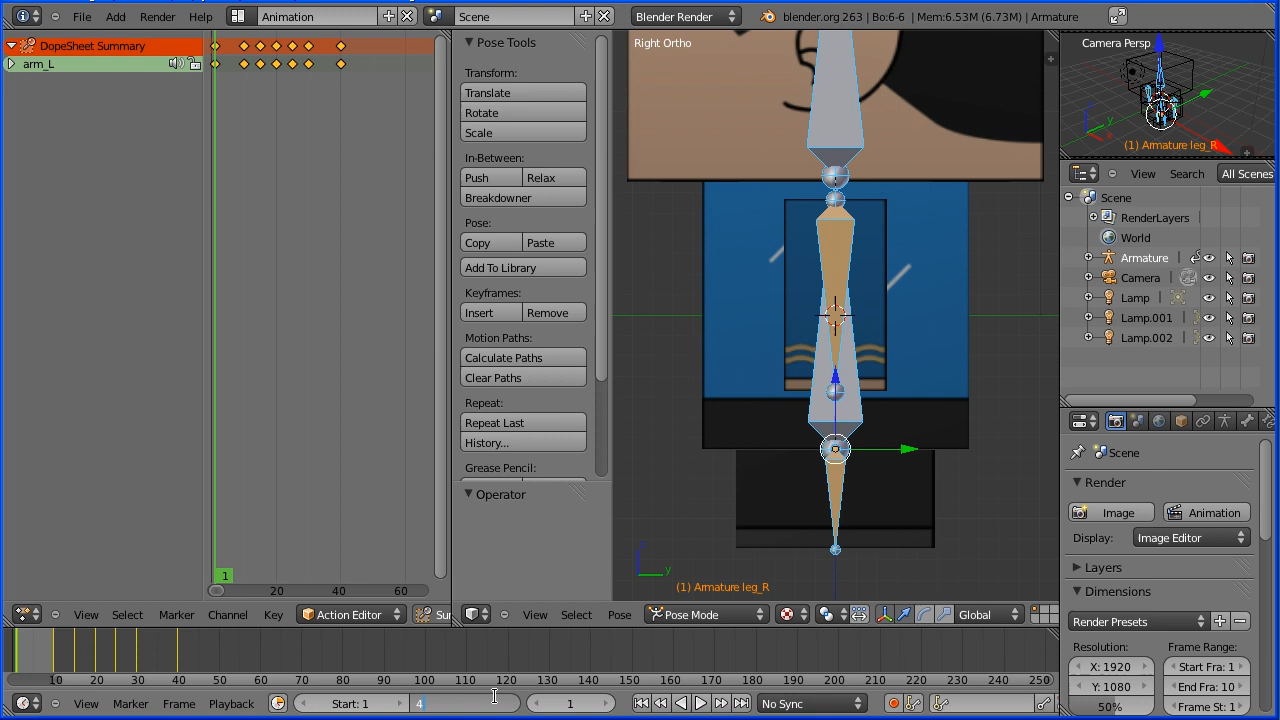 File Add Render Help Animation Scene Blender Render blender.org 263 | Bo:6-6 | Mem:6.53M (6.73M) | Armature
DopeSheet Summary
arm_L
1
20 40 60
View Select Marker Channel Key Action Editor Sur
Pose Tools
Transform:
Translate
Rotate
Scale
In-Between:
Push Relax
Breakdowner
Pose:
Copy Paste
Add To Library
Keyframes:
Insert Remove
Motion Paths:
Calculate Paths
Clear Paths
Repeat:
Repeat Last
History...
Grease Pencil:
Operator
Right Ortho
y
(1) Armature leg_R
View Select Pose Pose Mode Global
Camera Persp
y
(1) Armature leg_R
View Search All Scenes
Scene
RenderLayers
World
Armature
Camera
Lamp
Lamp.001
Lamp.002
Scene
Render
Image Animation
Display: Image Editor
Layers
Dimensions
Render Presets
Resolution: Frame Range:
X: 1920 Start Fra: 1
Y: 1080 End Fra: 10
50% Frame St: 1
10 20 30 40 50 60 70 80 90 100 110 120 130 140 150 160 170 180 190 200 210 220 230 240 250
View Marker Frame Playback Start: 1 4 1 No Sync